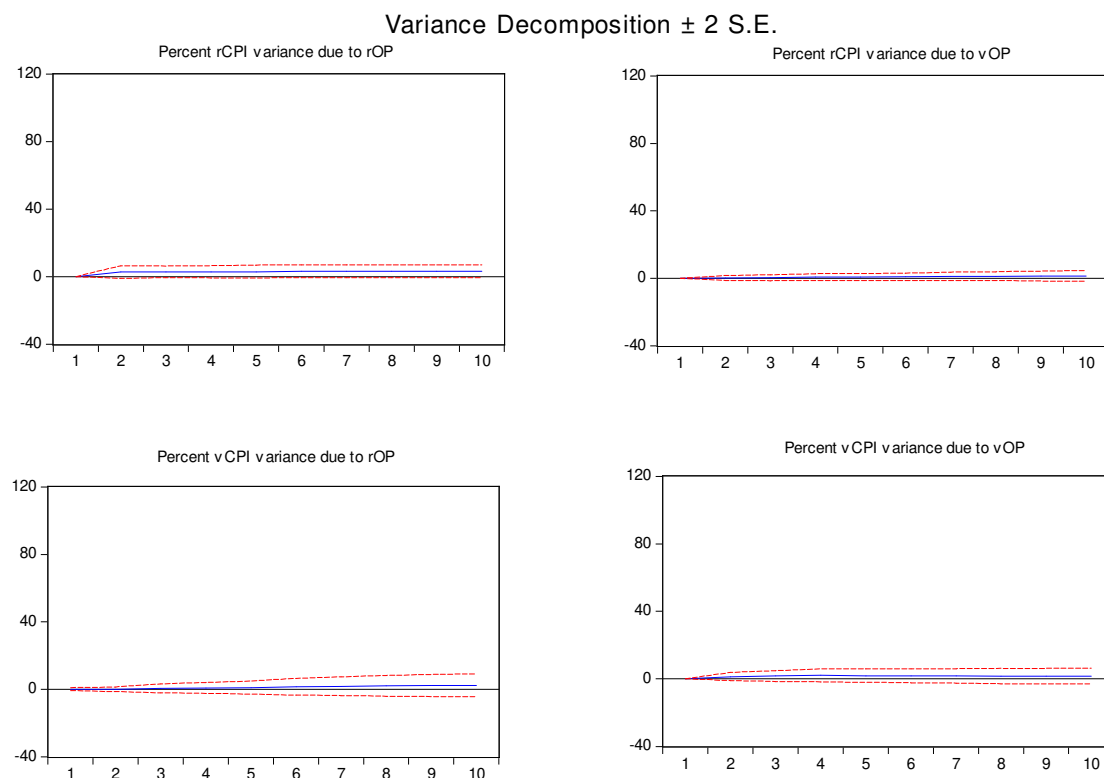 Variance Decomposition ± 2 S.E.
Percent rCPI variance due to rOP
120
80
40
0
-40
1 2 3 4 5 6 7 8 9 10
Percent rCPI variance due to vOP
120
80
40
0
-40
1 2 3 4 5 6 7 8 9 10
Percent vCPI variance due to rOP
120
80
40
0
-40
1 2 3 4 5 6 7 8 9 10
Percent vCPI variance due to vOP
120
80
40
0
-40
1 2 3 4 5 6 7 8 9 10